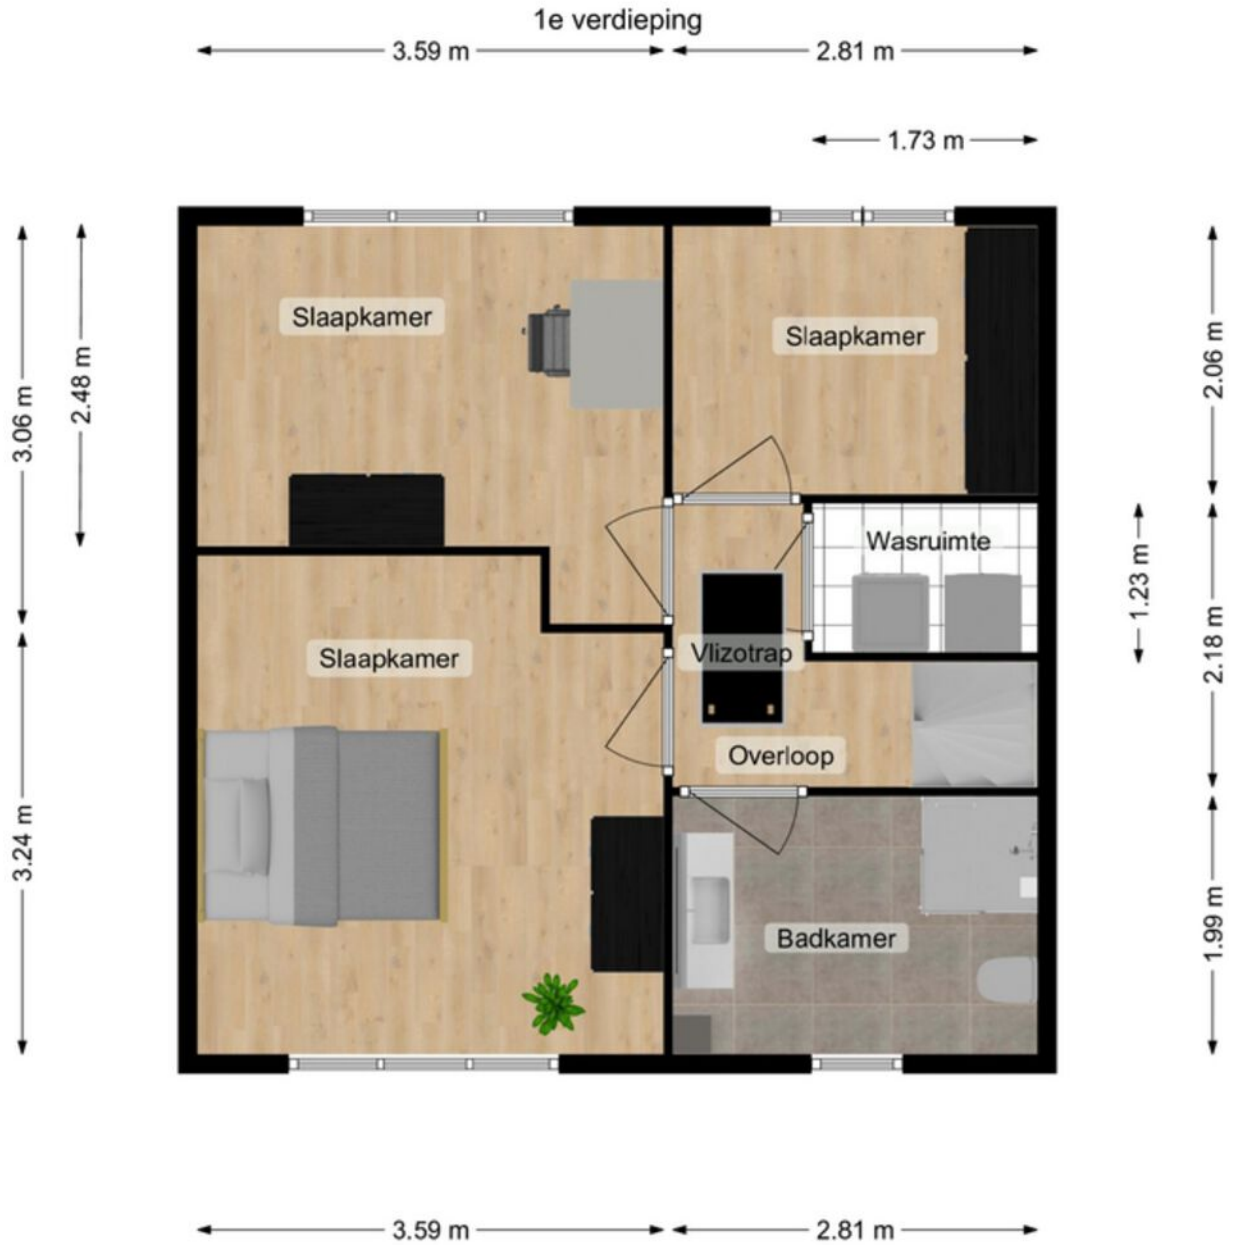 1e verdieping
3.59 m
2.81 m
1.73 m
Slaapkamer
Slaapkamer
2.48 m
3.06 m
2.06 m
Wasruimte
1.23 m
2.18 m
Slaapkamer
Vlizotrap
Overloop
3.24 m
Badkamer
1.99 m
3.59 m
2.81 m